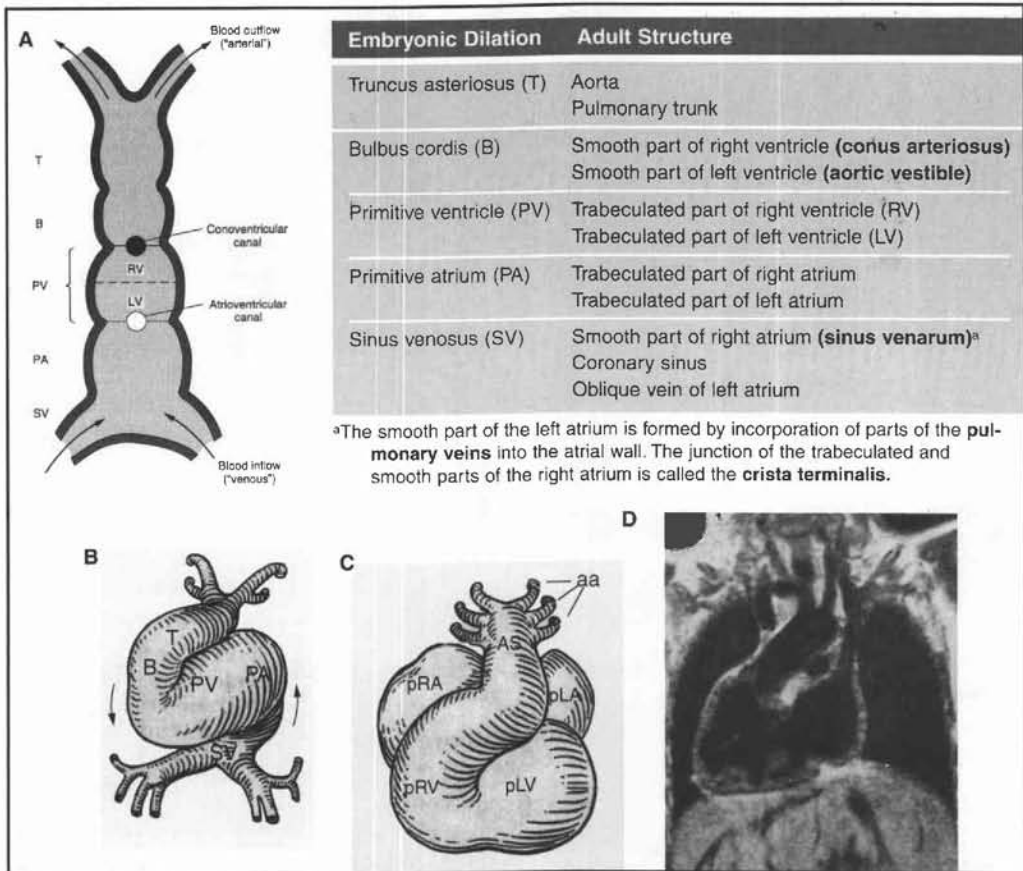 A
Blood outflow
("arterial")
T
B
Conoventricular
canal
RV
PV
LV
Atrioventricular
canal
PA
SV
Blood inflow
("venous")
Embryonic Dilation Adult Structure
Truncus asteriosus (T) Aorta
Pulmonary trunk
Bulbus cordis (B) Smooth part of right ventricle (conus arteriosus)
Smooth part of left ventricle (aortic vestible)
Primitive ventricle (PV) Trabeculated part of right ventricle (RV)
Trabeculated part of left ventricle (LV)
Primitive atrium (PA) Trabeculated part of right atrium
Trabeculated part of left atrium
Sinus venosus (SV) Smooth part of right atrium (sinus venarum)a
Coronary sinus
Oblique vein of left atrium
aThe smooth part of the left atrium is formed by incorporation of parts of the pul-
monary veins into the atrial wall. The junction of the trabeculated and
smooth parts of the right atrium is called the crista terminalis.
B
T
B
PV
PA
SV
C
aa
AS
pRA
pLA
pRV
pLV
D